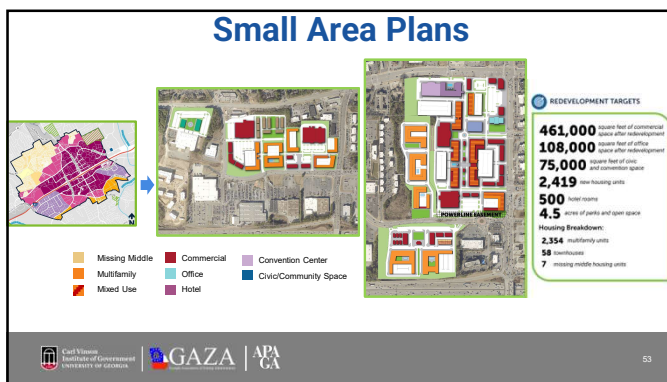 Small Area Plans
POWERLINE EASEMENT
N
Missing Middle
Multifamily
Mixed Use
Commercial
Office
Hotel
Convention Center
Civic/Community Space
REDEVELOPMENT TARGETS
461,000 square feet of commercial
space after redevelopment
108,000 square feet of office
space after redevelopment
75,000 square feet of civic
and convention space
2,419 new housing units
500 hotel rooms
4.5 acres of parks and open space
Housing Breakdown:
2,354 multifamily units
58 townhouses
7 missing middle housing units
Carl Vinson
Institute of Government
UNIVERSITY OF GEORGIA
GAZA
APA
GA
53